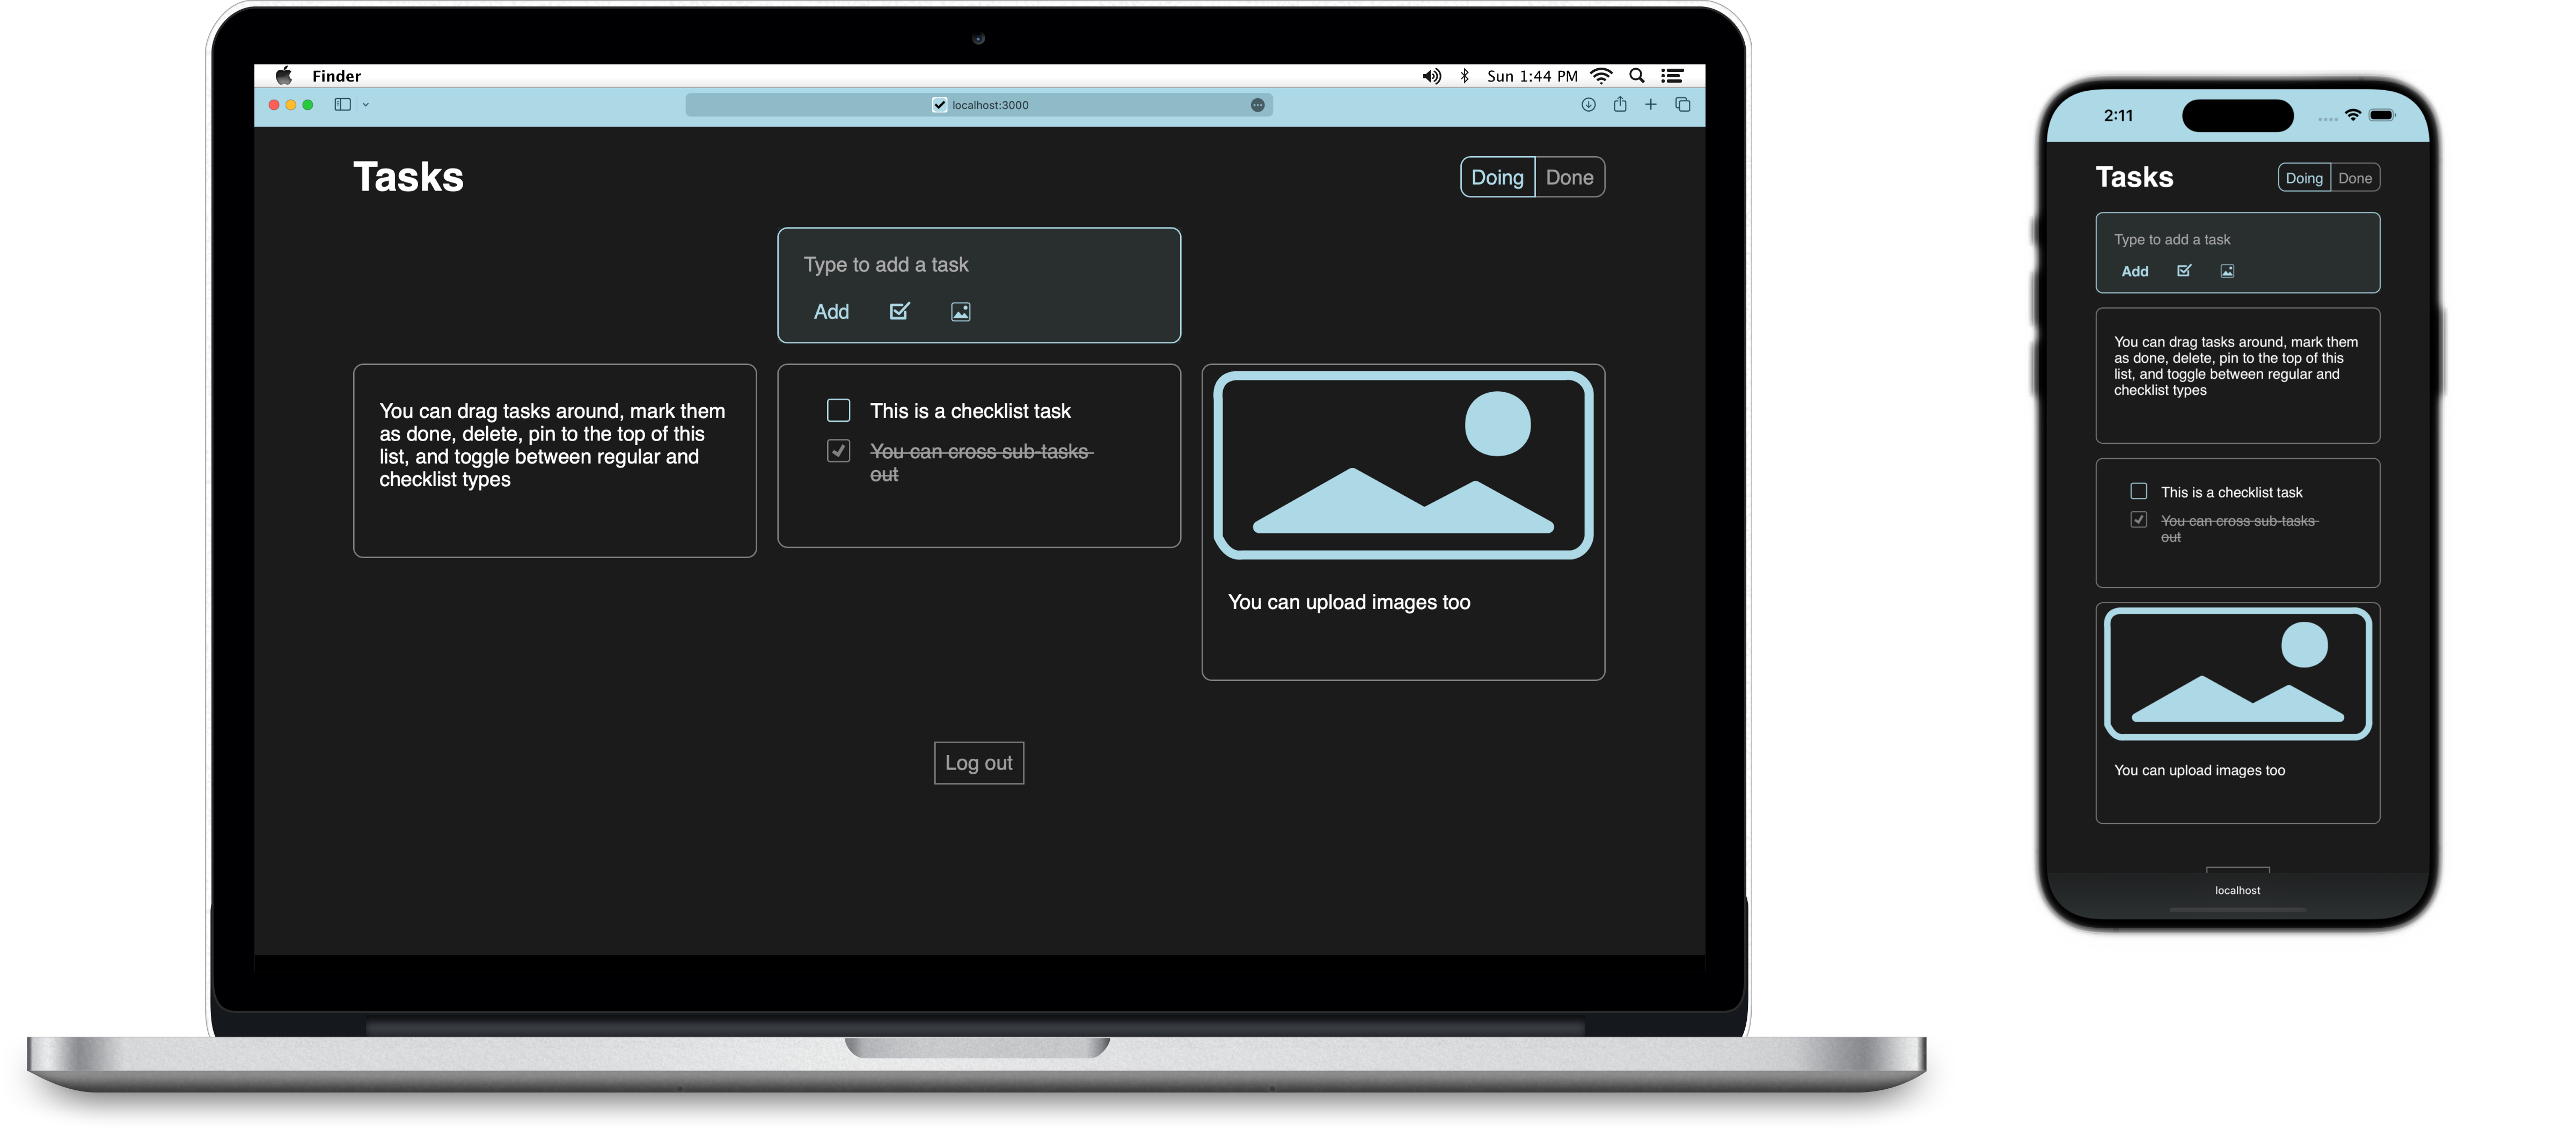 Finder
Sun 1:44 PM
localhost:3000
Tasks
Doing
Done
Type to add a task
Add
You can drag tasks around, mark them
as done, delete, pin to the top of this
list, and toggle between regular and
checklist types
This is a checklist task
You can cross sub-tasks
out
You can upload images too
Log out
2:11
Tasks
Doing
Done
Type to add a task
Add
You can drag tasks around, mark them
as done, delete, pin to the top of this
list, and toggle between regular and
checklist types
This is a checklist task
You can cross sub-tasks
out
You can upload images too
localhost